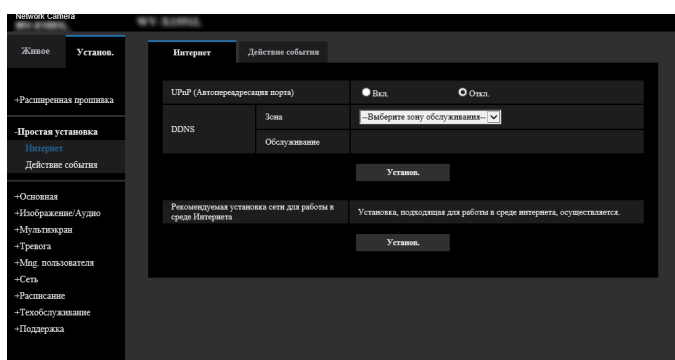 Network Camera
Живое
Установ.
+Расширенная прошивка
-Простая установка
Интернет
Действие события
+Основная
+Изображение/Аудио
+Мультиэкран
+Тревога
+Mng. пользователя
+Сеть
+Расписание
+Техобслуживание
+Поддержка
Интернет
Действие события
UPnP (Автопереадресация порта)
Вкл.
Откл.
DDNS
Зона
--Выберите зону обслуживания--
Обслуживание
Установ.
Рекомендуемая установка сети для работы в
среде Интернета
Установка, подходящая для работы в среде интернета, осуществляется.
Установ.